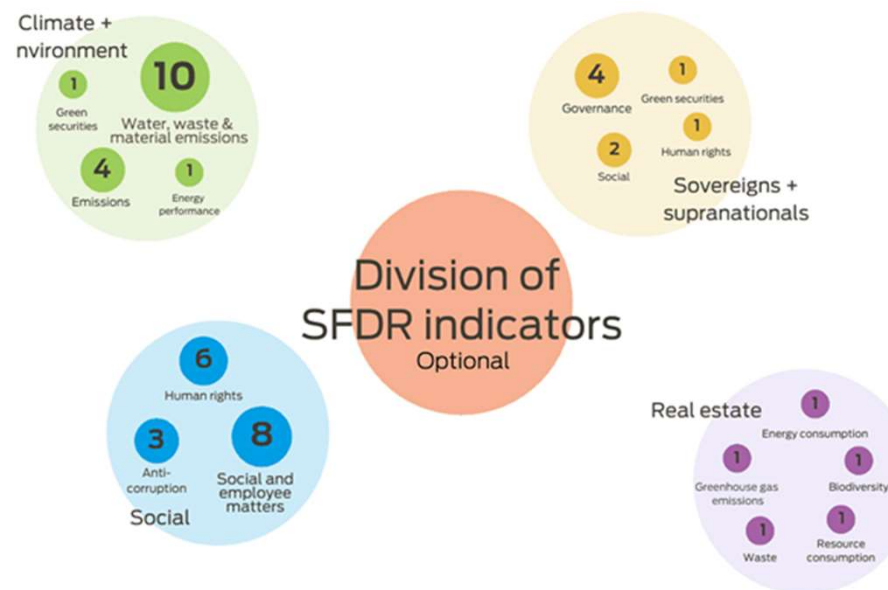 Climate +
nvironment
1
Green
securities
10
Water, waste &
material emissions
4
Emissions
1
Energy
performance
4
Governance
1
Green securities
2
Social
1
Human rights
Sovereigns +
supranationals
Division of
SFDR indicators
Optional
6
Human rights
3
Anti-
corruption
8
Social and
employee
matters
Social
Real estate
1
Energy consumption
1
Greenhouse gas
emissions
1
Biodiversity
1
Waste
1
Resource
consumption